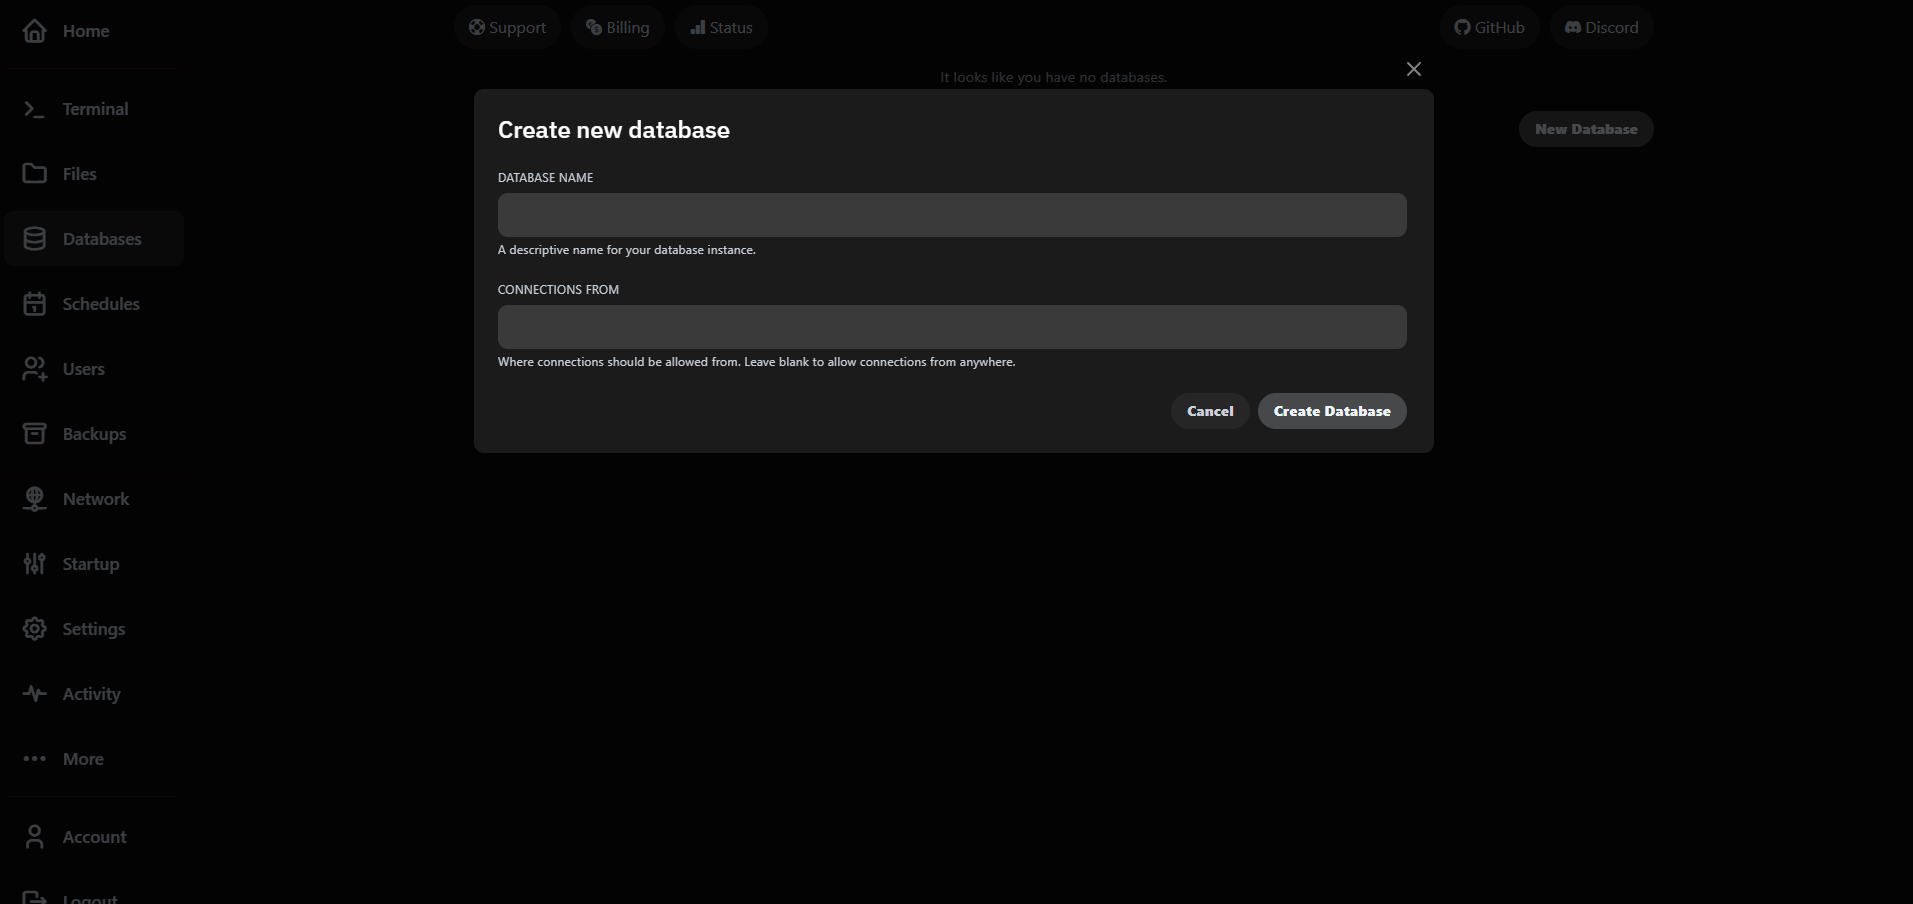 Home
Terminal
Files
Databases
Schedules
Users
Backups
Network
Startup
Settings
Activity
More
Account
Logout
Support
Billing
Status
GitHub
Discord
It looks like you have no databases.
New Database
Create new database
DATABASE NAME
A descriptive name for your database instance.
CONNECTIONS FROM
Where connections should be allowed from. Leave blank to allow connections from anywhere.
Cancel
Create Database